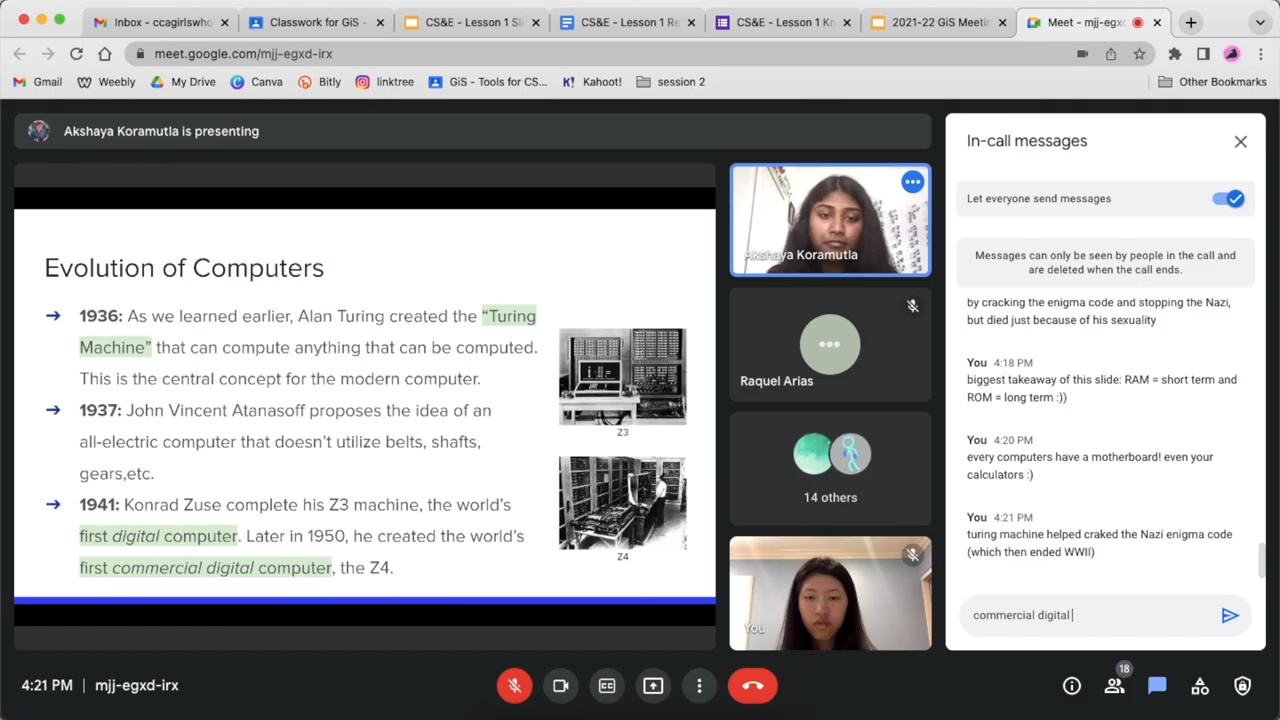 Inbox - ccagirlswho
Classwork for GiS -
CS&E - Lesson 1 Sli
CS&E - Lesson 1 Re
CS&E - Lesson 1 Kn
2021-22 GiS Meetin
Meet - mjj-egxd
meet.google.com/mjj-egxd-irx
Gmail
Weebly
My Drive
Canva
Bitly
linktree
GiS - Tools for CS...
K!
Kahoot!
session 2
Other Bookmarks
Akshaya Koramutla is presenting
Evolution of Computers
→ 1936: As we learned earlier, Alan Turing created the “Turing
Machine” that can compute anything that can be computed.
This is the central concept for the modern computer.
→ 1937: John Vincent Atanasoff proposes the idea of an
all-electric computer that doesn’t utilize belts, shafts,
gears,etc.
→ 1941: Konrad Zuse complete his Z3 machine, the world’s
first digital computer. Later in 1950, he created the world’s
first commercial digital computer, the Z4.
Z3
Z4
Akshaya Koramutla
Raquel Arias
14 others
You
In-call messages
Let everyone send messages
Messages can only be seen by people in the call and
are deleted when the call ends.
by cracking the enigma code and stopping the Nazi,
but died just because of his sexuality
You 4:18 PM
biggest takeaway of this slide: RAM = short term and
ROM = long term :))
You 4:20 PM
every computers have a motherboard! even your
calculators :)
You 4:21 PM
turing machine helped craked the Nazi enigma code
(which then ended WWII)
commercial digital
4:21 PM | mjj-egxd-irx
18